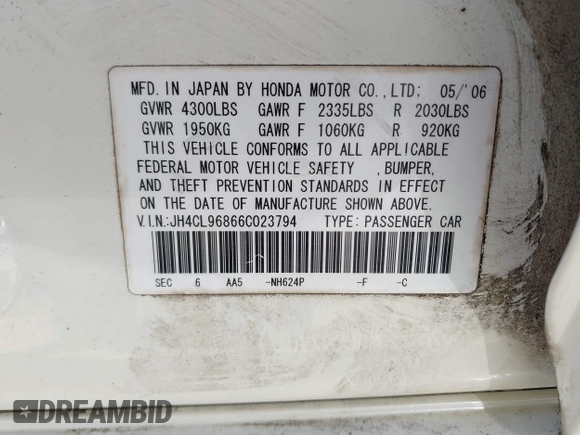 MFD. IN JAPAN BY HONDA MOTOR CO.,LTD: 05/'06
GVWR 4300LBS GAWR F 2335LBS R 2030LBS
GVWR 1950KG GAWR F 1060KG R 920KG
THIS VEHICLE CONFORMS TO ALL APPLICABLE
FEDERAL MOTOR VEHICLE SAFETY ,BUMPER,
AND THEFT PREVENTION STANDARDS IN EFFECT
ON THE DATE OF MANUFACTURE SHOWN ABOVE.
V.I.N:JH4CL96866C023794 TYPE: PASSENGER CAR
SEC 6 AA5 -NH624P -F -C
DREAMBID